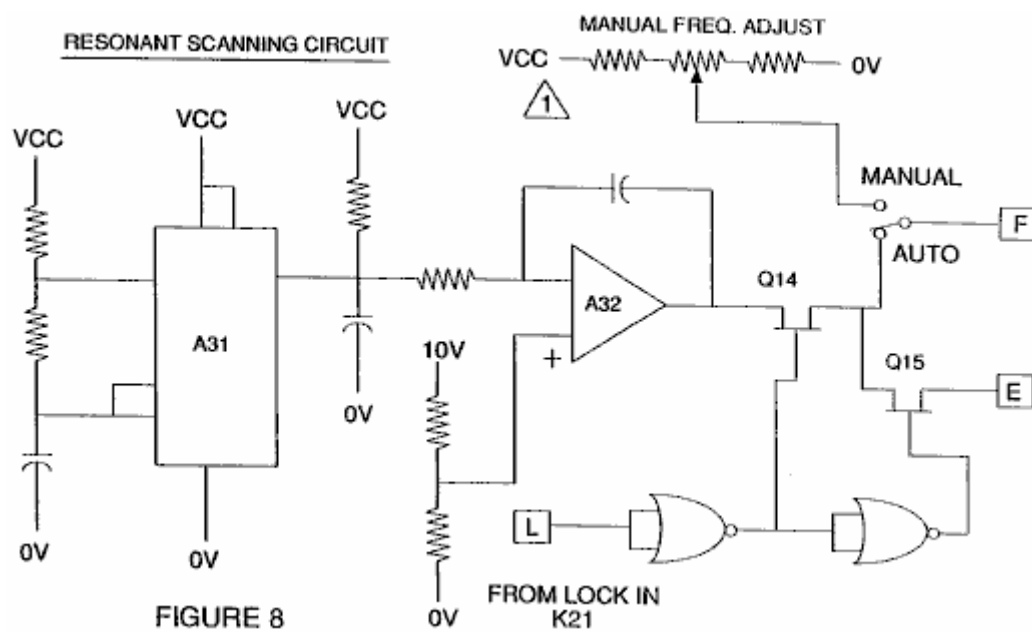 RESONANT SCANNING CIRCUIT
MANUAL FREQ. ADJUST
VCC
0V
1
VCC
VCC
VCC
MANUAL
F
AUTO
Q14
A32
A31
+
10V
Q15
E
0V
L
0V
0V
0V
FROM LOCK IN
K21
FIGURE 8